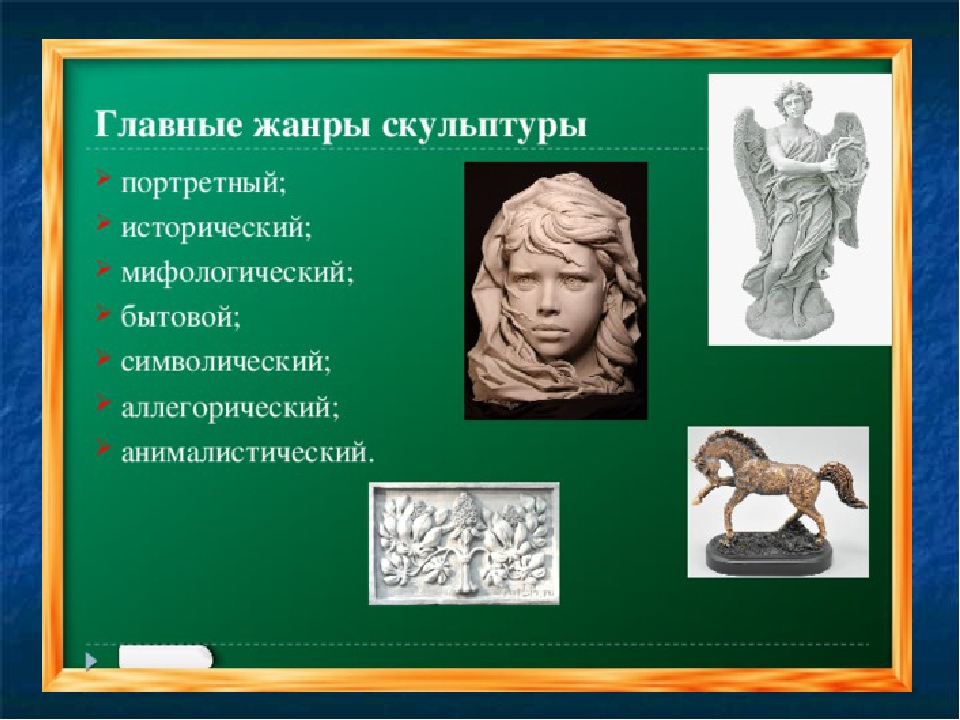 Главные жанры скульптуры
портретный;
исторический;
мифологический;
бытовой;
символический;
аллегорический;
анималистический.